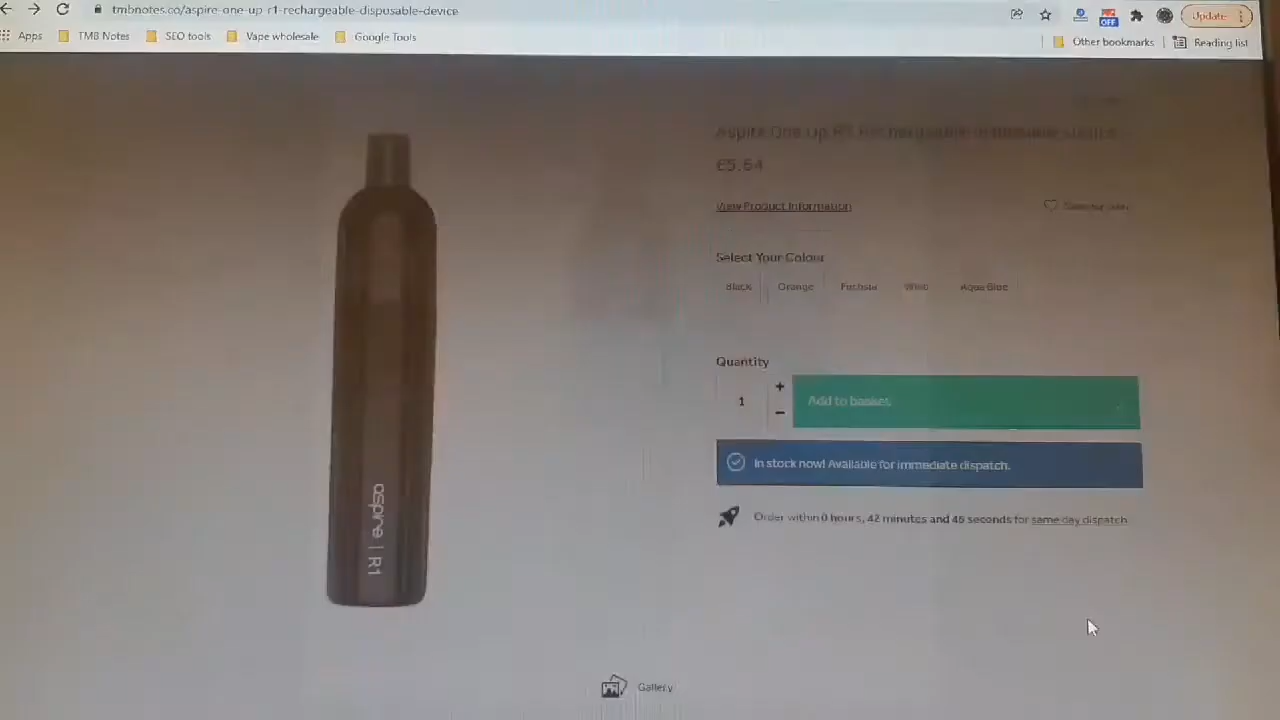 tmbnotes.co/aspire-one-up-r1-rechargeable-disposable-device
Update
Apps
TMB Notes
SEO tools
Vape wholesale
Google Tools
OFF
Other bookmarks
Reading list
Aspire One Up R1 Rechargeable Disposable
£5.64
View Product Information
Select Your Colour
Black
Orange
Fuchsia
Aqua Blue
Quantity
1
+
−
Add to basket
In stock now! Available for immediate dispatch.
Order within 0 hours, 42 minutes and 45 seconds for same day dispatch
aspire | R1
Gallery